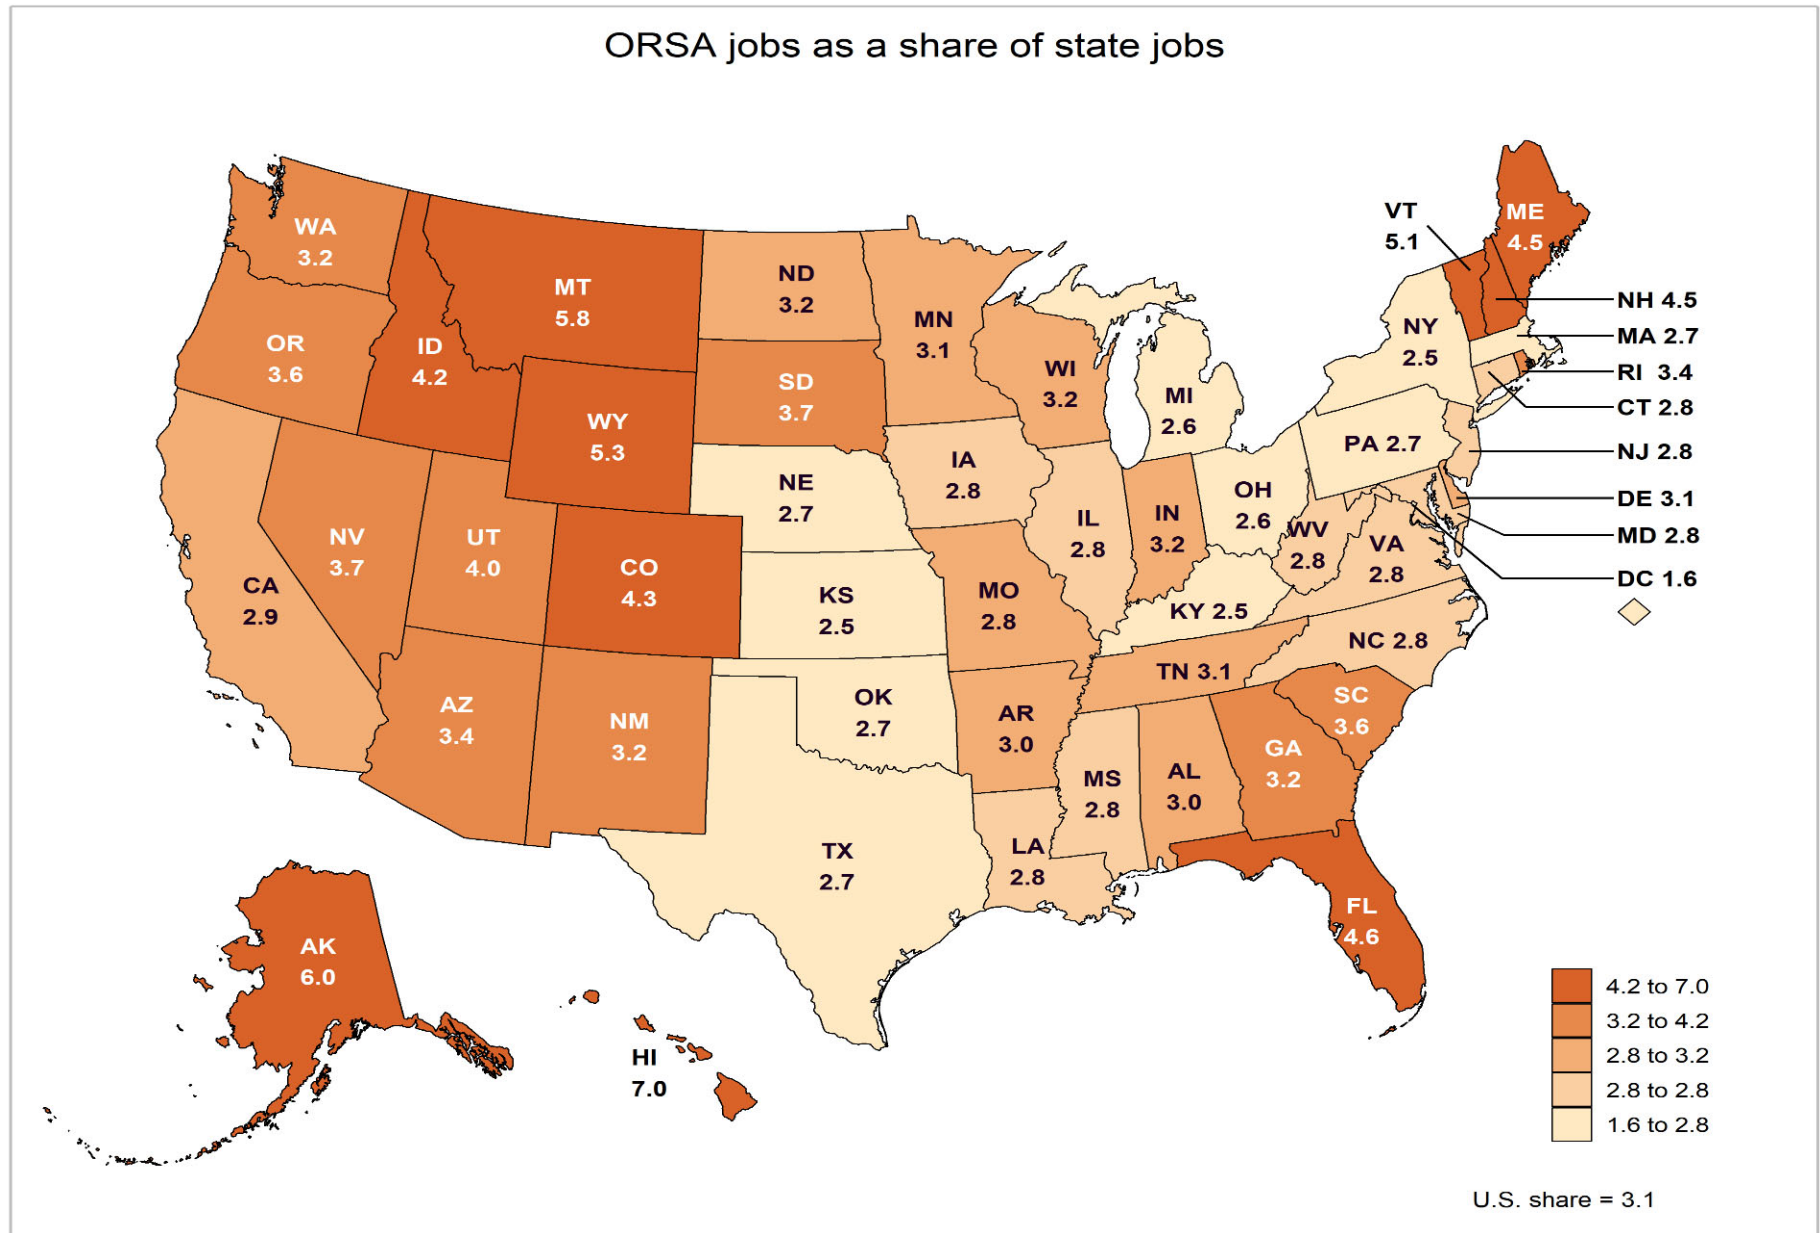 ORSA jobs as a share of state jobs
WA
3.2
OR
3.6
CA
2.9
ID
4.2
NV
3.7
MT
5.8
WY
5.3
UT
4.0
CO
4.3
AZ
3.4
NM
3.2
ND
3.2
SD
3.7
NE
2.7
KS
2.5
OK
2.7
TX
2.7
MN
3.1
IA
2.8
MO
2.8
AR
3.0
LA
2.8
WI
3.2
IL
2.8
MI
2.6
IN
3.2
OH
2.6
KY 2.5
TN 3.1
MS
2.8
AL
3.0
GA
3.2
FL
4.6
SC
3.6
NC 2.8
VA
2.8
WV
2.8
PA 2.7
NY
2.5
VT
5.1
ME
4.5
NH 4.5
MA 2.7
RI 3.4
CT 2.8
NJ 2.8
DE 3.1
MD 2.8
DC 1.6
AK
6.0
HI
7.0
4.2 to 7.0
3.2 to 4.2
2.8 to 3.2
2.8 to 2.8
1.6 to 2.8
U.S. share = 3.1